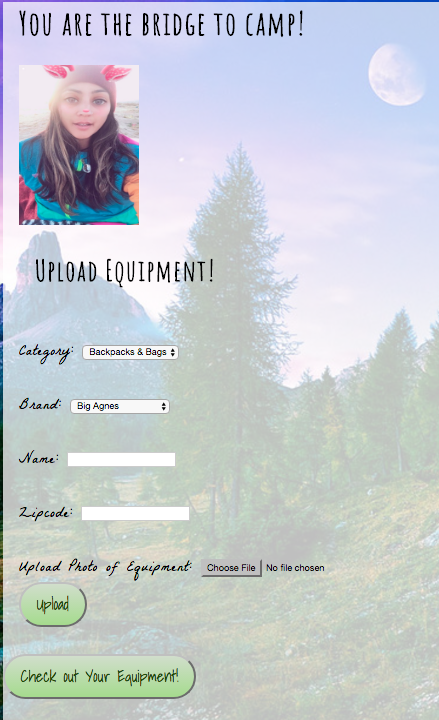 You are the bridge to camp!
Upload Equipment!
Category: Backpacks & Bags
Brand: Big Agnes
Name:
Zipcode:
Upload Photo of Equipment: Choose File No file chosen
Upload
Check out Your Equipment!